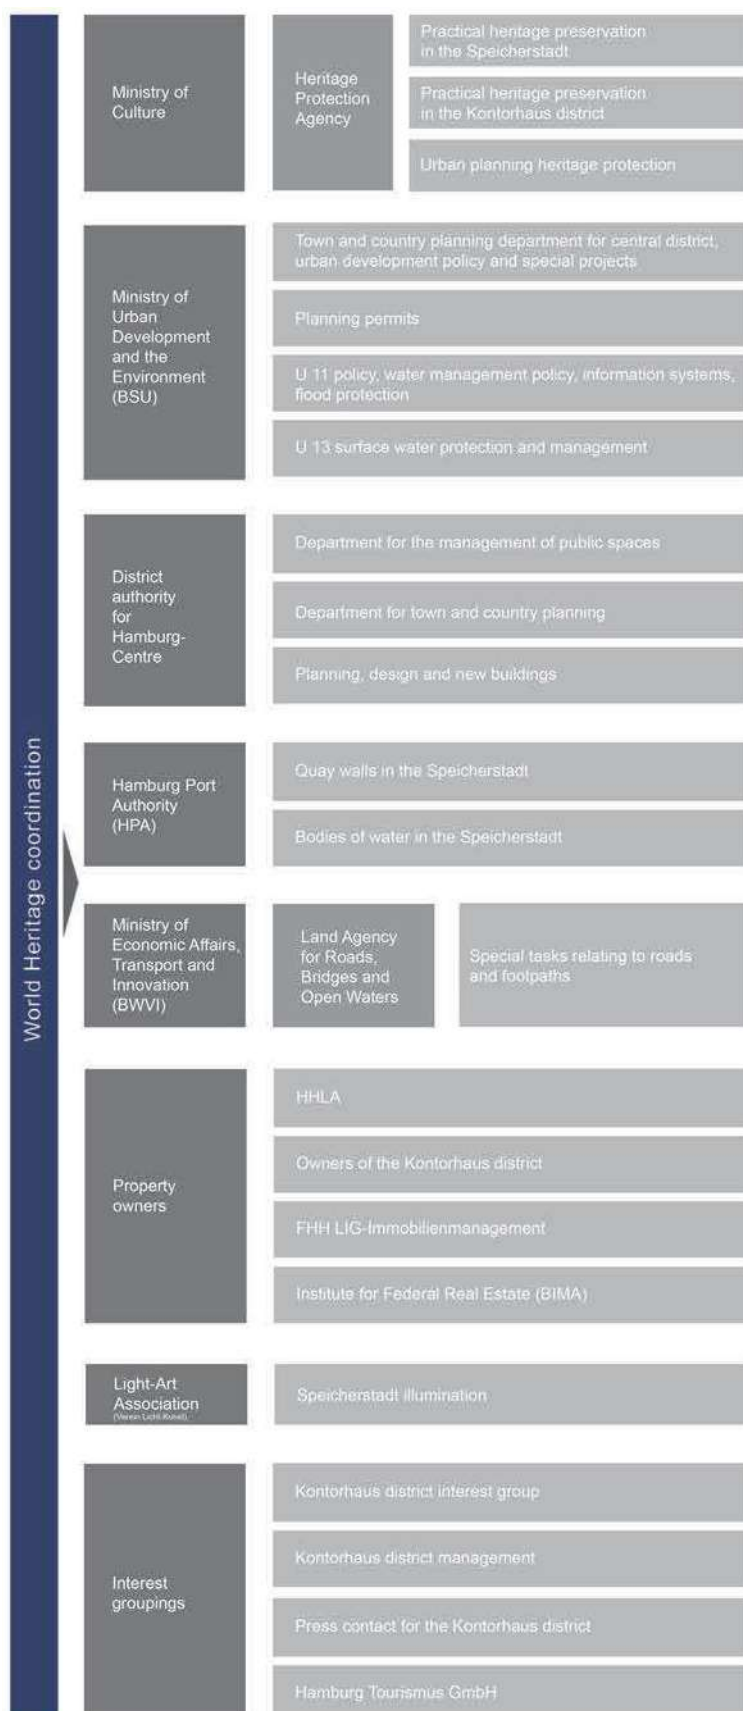 World Heritage coordination
Ministry of
Culture
Heritage
Protection
Agency
Practical heritage preservation
in the Speicherstadt
Practical heritage preservation
in the Kontorhaus district
Urban planning heritage protection
Ministry of
Urban
Development
and the
Environment
(BSU)
Town and country planning department for central district,
urban development policy and special projects
Planning permits
U 11 policy, water management policy, information systems,
flood protection
U 13 surface water protection and management
District
authority
for
Hamburg-
Centre
Department for the management of public spaces
Department for town and country planning
Planning, design and new buildings
Hamburg Port
Authority
(HPA)
Quay walls in the Speicherstadt
Bodies of water in the Speicherstadt
Ministry of
Economic Affairs,
Transport and
Innovation
(BWVI)
Land Agency
for Roads,
Bridges and
Open Waters
Special tasks relating to roads
and footpaths
Property
owners
HHLA
Owners of the Kontorhaus district
FHH LIG-Immobilienmanagement
Institute for Federal Real Estate (BIMA)
Light-Art
Association
(Verein Licht-Kunst)
Speicherstadt illumination
Interest
groupings
Kontorhaus district interest group
Kontorhaus district management
Press contact for the Kontorhaus district
Hamburg Tourismus GmbH